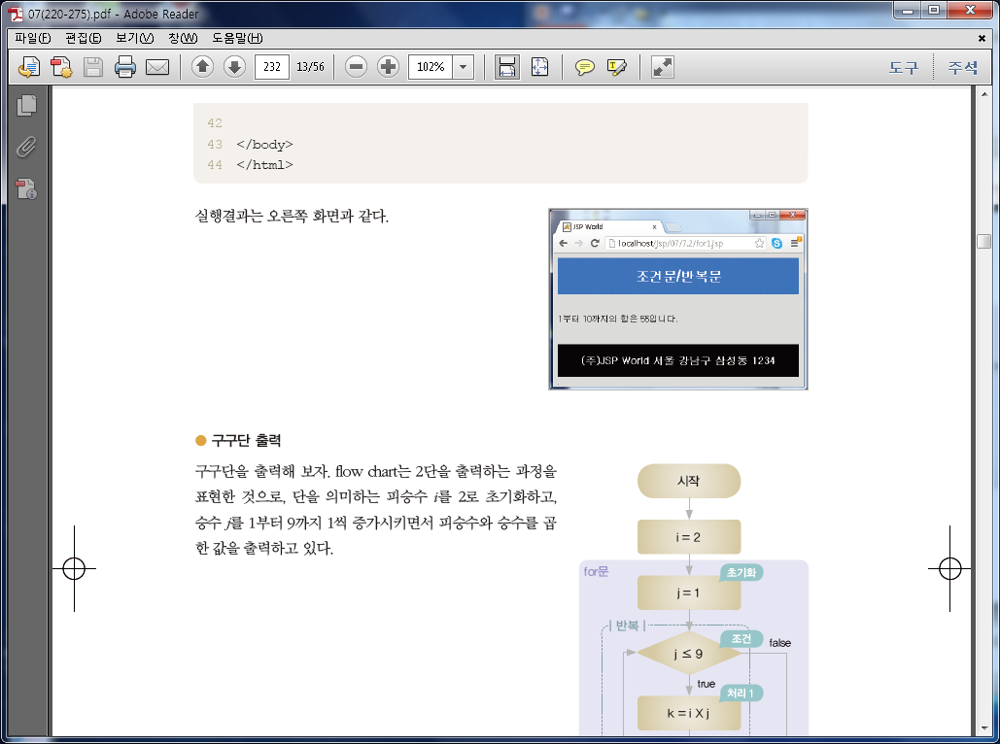 07(220-275).pdf - Adobe Reader
파일(F) 편집(E) 보기(V) 창(W) 도움말(H)
232 13/56 102% 도구 주석
42
43 </body>
44 </html>
실행결과는 오른쪽 화면과 같다.
JSP World
localhost/jsp/07/7.2/for1.jsp
조건문/반복문
1부터 10까지의 합은 55입니다.
(주)JSP World 서울 강남구 삼성동 1234
구구단 출력
구구단을 출력해 보자. flow chart는 2단을 출력하는 과정을
표현한 것으로, 단을 의미하는 피승수 i를 2로 초기화하고,
승수 j를 1부터 9까지 1씩 증가시키면서 피승수와 승수를 곱
한 값을 출력하고 있다.
시작
i = 2
for문
초기화
j = 1
반복
조건
false
j ≤ 9
true
처리 1
k = i X j